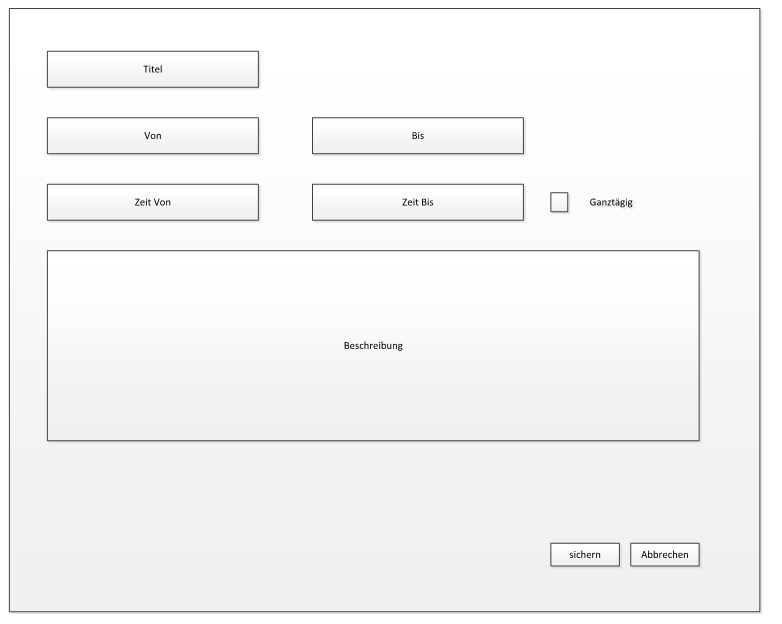 Titel
Von
Bis
Zeit Von
Zeit Bis
Ganztägig
Beschreibung
sichern
Abbrechen